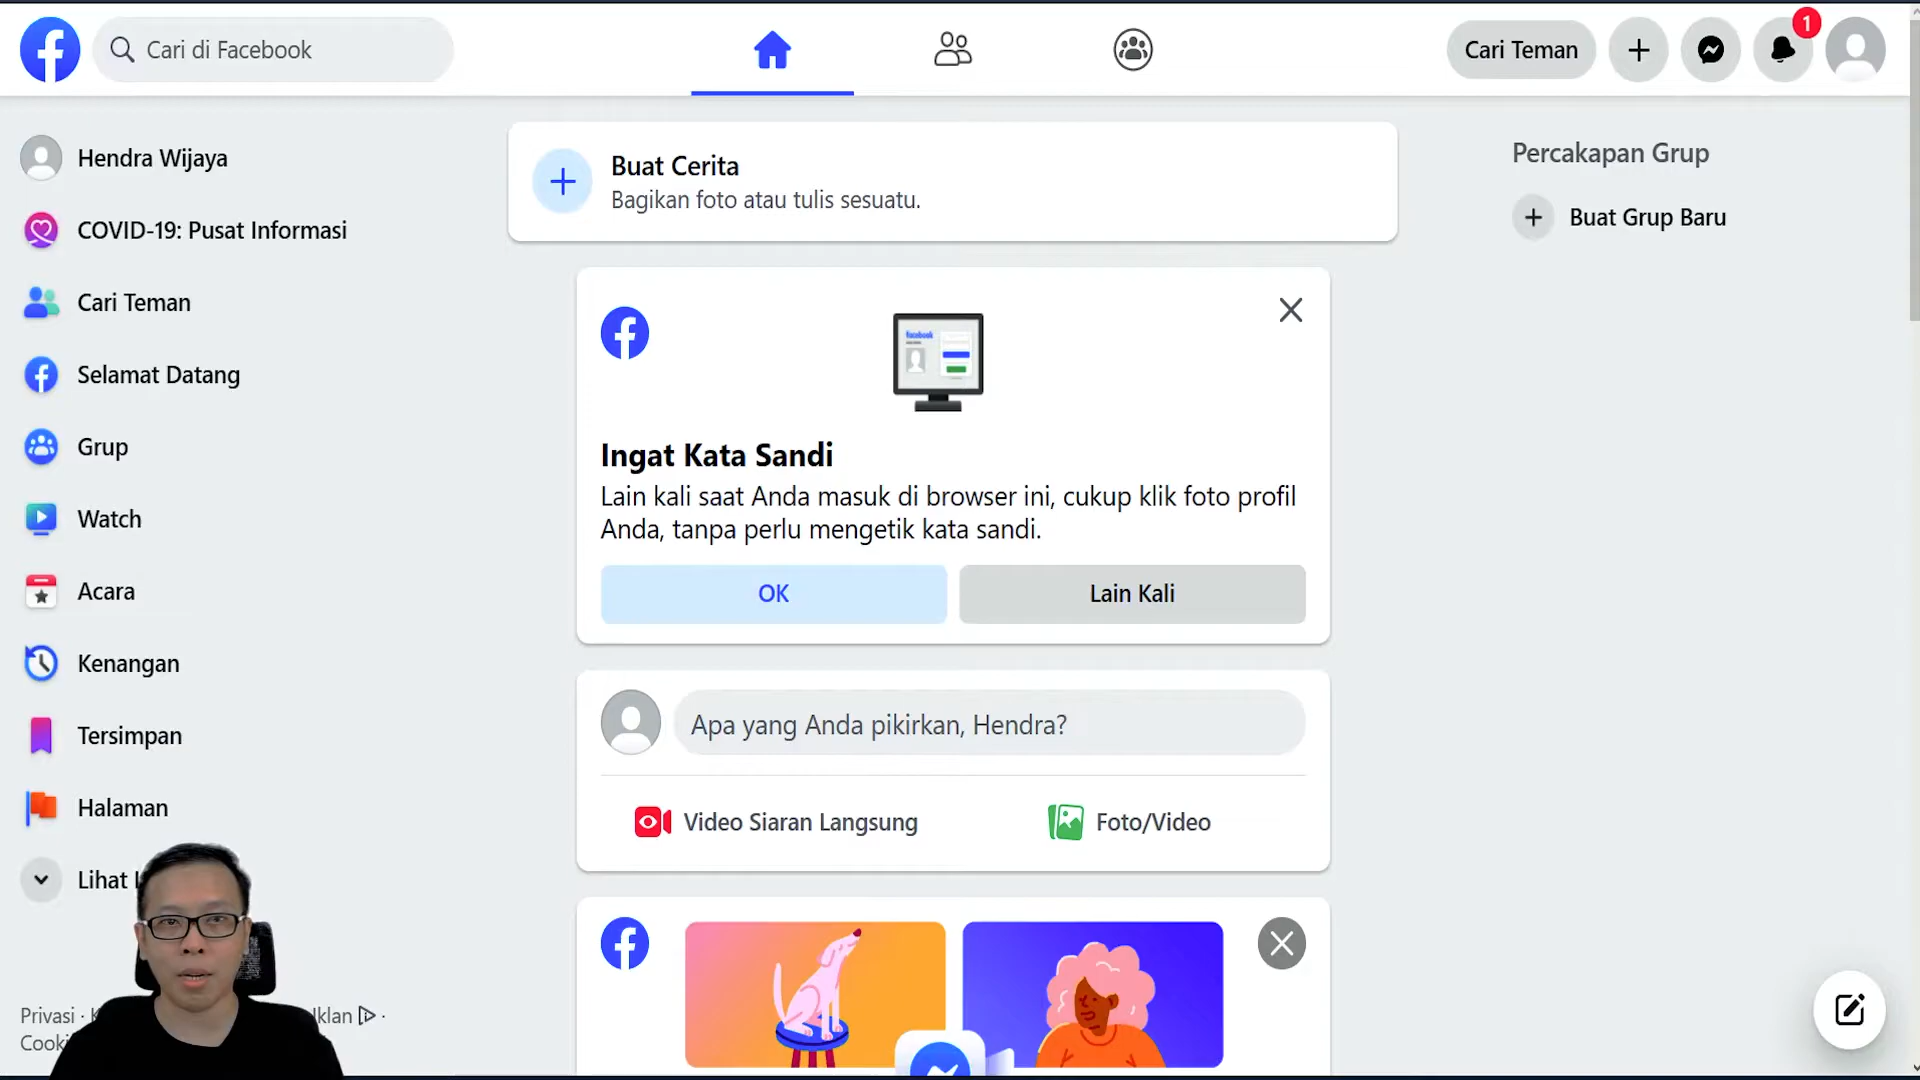 Cari di Facebook
Cari Teman
1
Hendra Wijaya
COVID-19: Pusat Informasi
Cari Teman
Selamat Datang
Grup
Watch
Acara
Kenangan
Tersimpan
Halaman
Lihat
Privasi ·
Iklan
·
Buat Cerita
Bagikan foto atau tulis sesuatu.
facebook
Ingat Kata Sandi
Lain kali saat Anda masuk di browser ini, cukup klik foto profil
Anda, tanpa perlu mengetik kata sandi.
OK
Lain Kali
Apa yang Anda pikirkan, Hendra?
Video Siaran Langsung
Foto/Video
Percakapan Grup
Buat Grup Baru